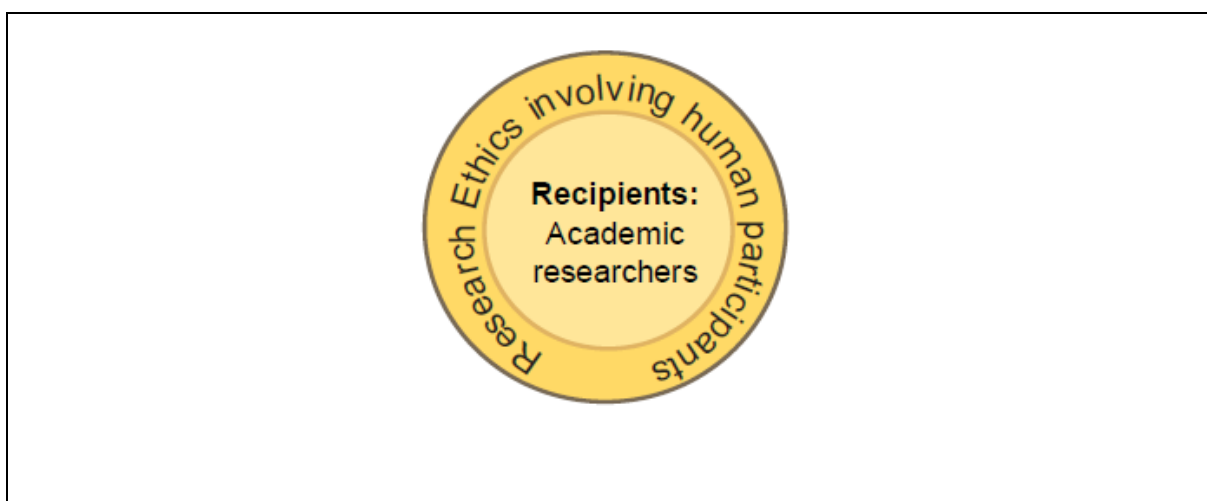 Research Ethics involving human participants
Recipients:
Academic
researchers